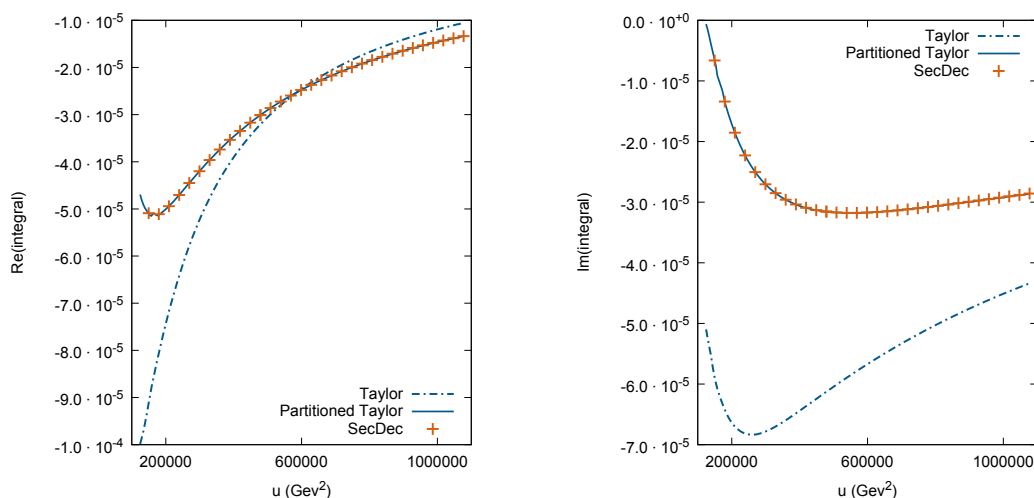 -1.0 · 10-5
-2.0 · 10-5
-3.0 · 10-5
-4.0 · 10-5
-5.0 · 10-5
-6.0 · 10-5
-7.0 · 10-5
-8.0 · 10-5
-9.0 · 10-5
-1.0 · 10-4
Re(integral)
Taylor
Partitioned Taylor
SecDec
200000
600000
1000000
u (Gev2)
0.0 · 10+0
-1.0 · 10-5
-2.0 · 10-5
-3.0 · 10-5
-4.0 · 10-5
-5.0 · 10-5
-6.0 · 10-5
-7.0 · 10-5
Im(integral)
Taylor
Partitioned Taylor
SecDec
200000
600000
1000000
u (Gev2)